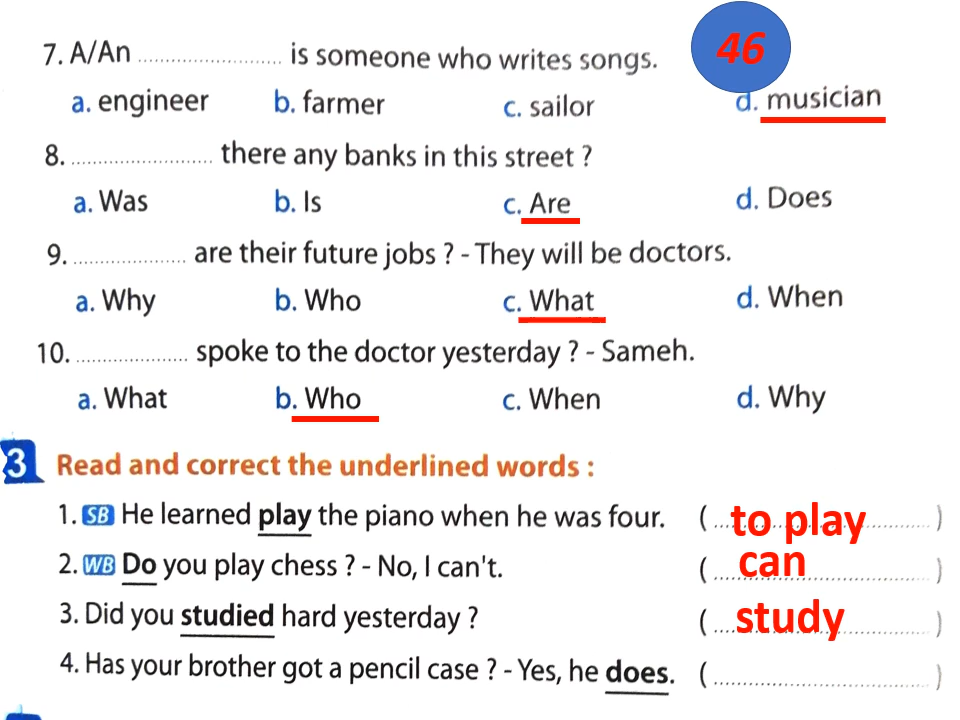 46
7. A/An ........................... is someone who writes songs.
a. engineer b. farmer c. sailor d. musician
8. ........................... there any banks in this street ?
a. Was b. Is c. Are d. Does
9. ..................... are their future jobs ? - They will be doctors.
a. Why b. Who c. What d. When
10. ..................... spoke to the doctor yesterday ? - Sameh.
a. What b. Who c. When d. Why
3 Read and correct the underlined words :
1. SB He learned play the piano when he was four. (... to play ...)
2. WB Do you play chess ? - No, I can't. (... can ...)
3. Did you studied hard yesterday ? (... study ...)
4. Has your brother got a pencil case ? - Yes, he does. (........................................)